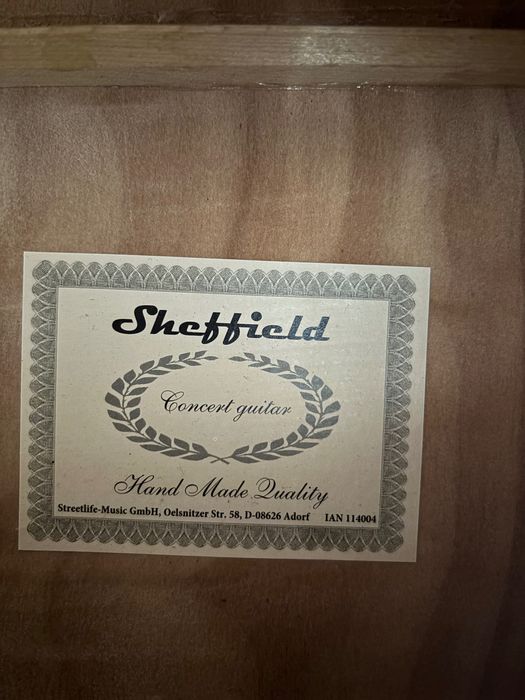 Sheffield
Concert guitar
Hand Made Quality
Streetlife-Music GmbH, Oelsnitzer Str. 58, D-08626 Adorf IAN 114004